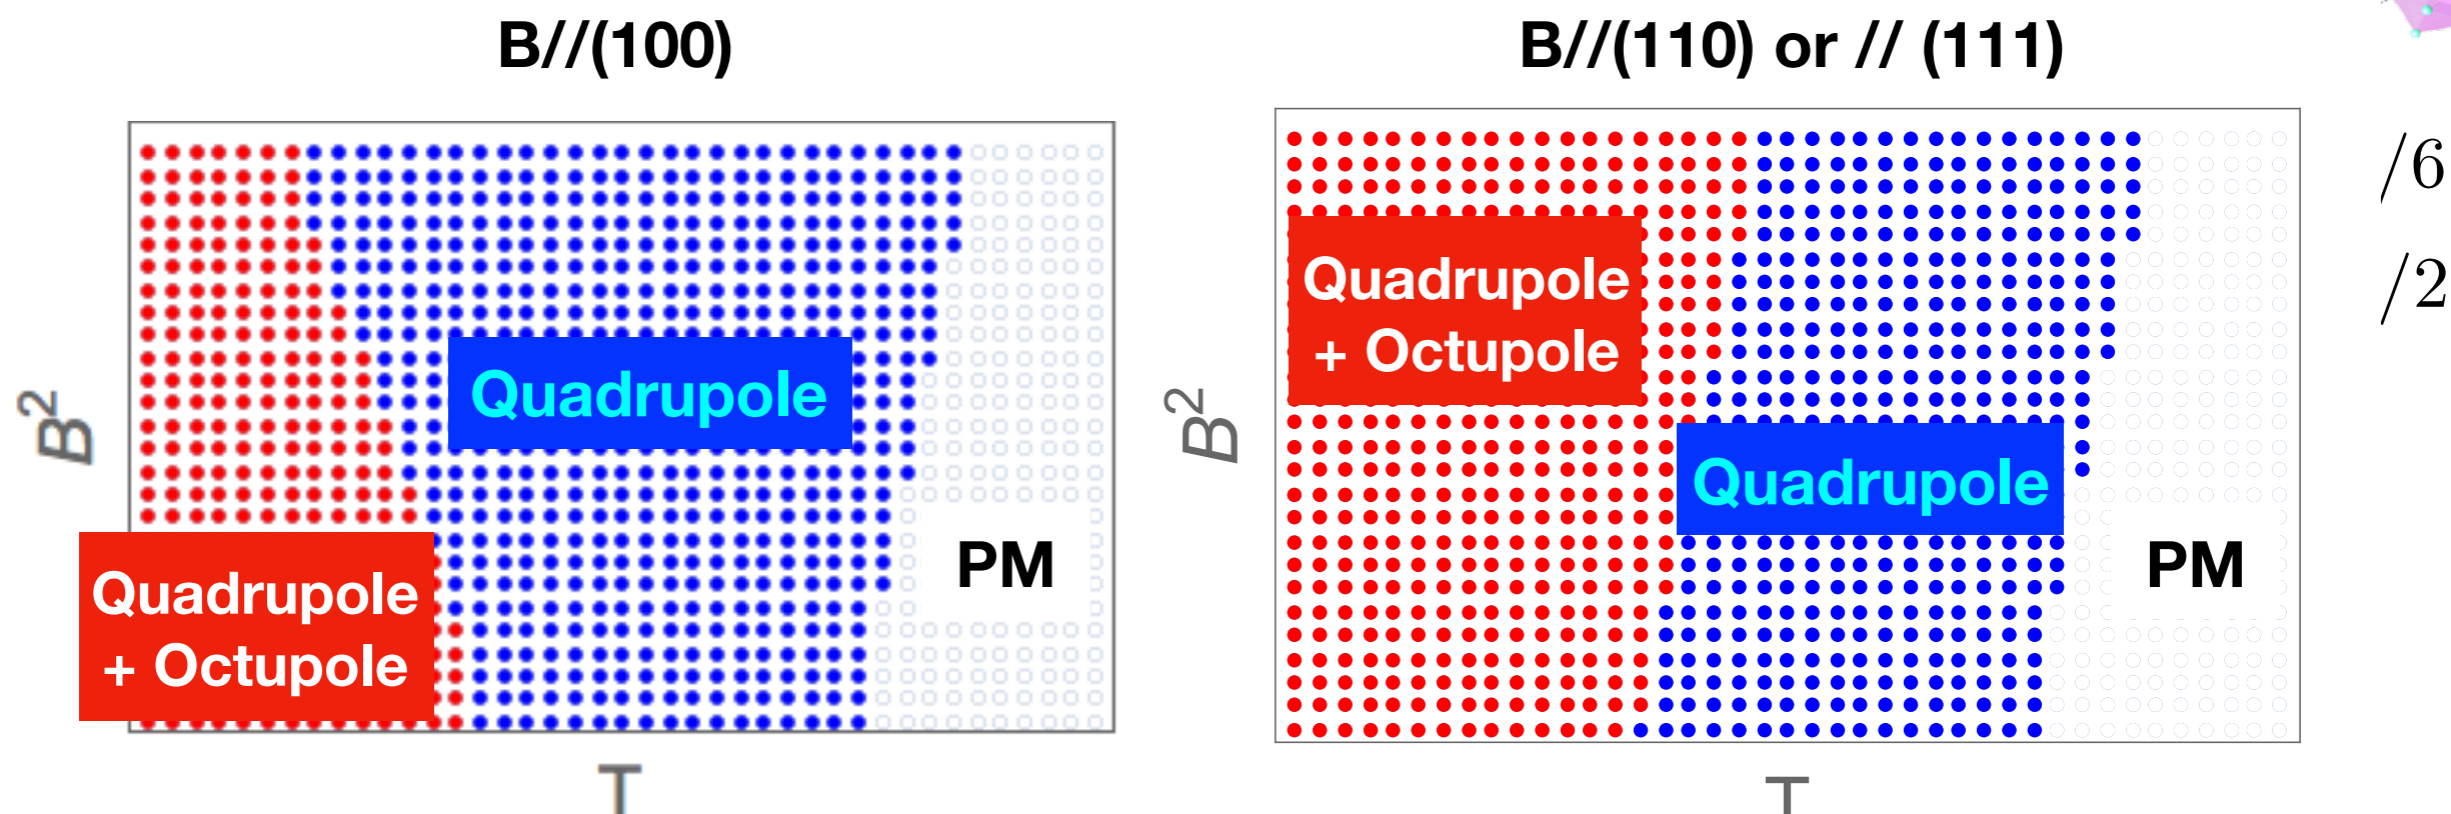 B//(100)
B² 
Quadrupole
Quadrupole
+ Octupole
PM
T
B//(110) or // (111)
B²
Quadrupole
+ Octupole
Quadrupole
PM
T
/6
/2